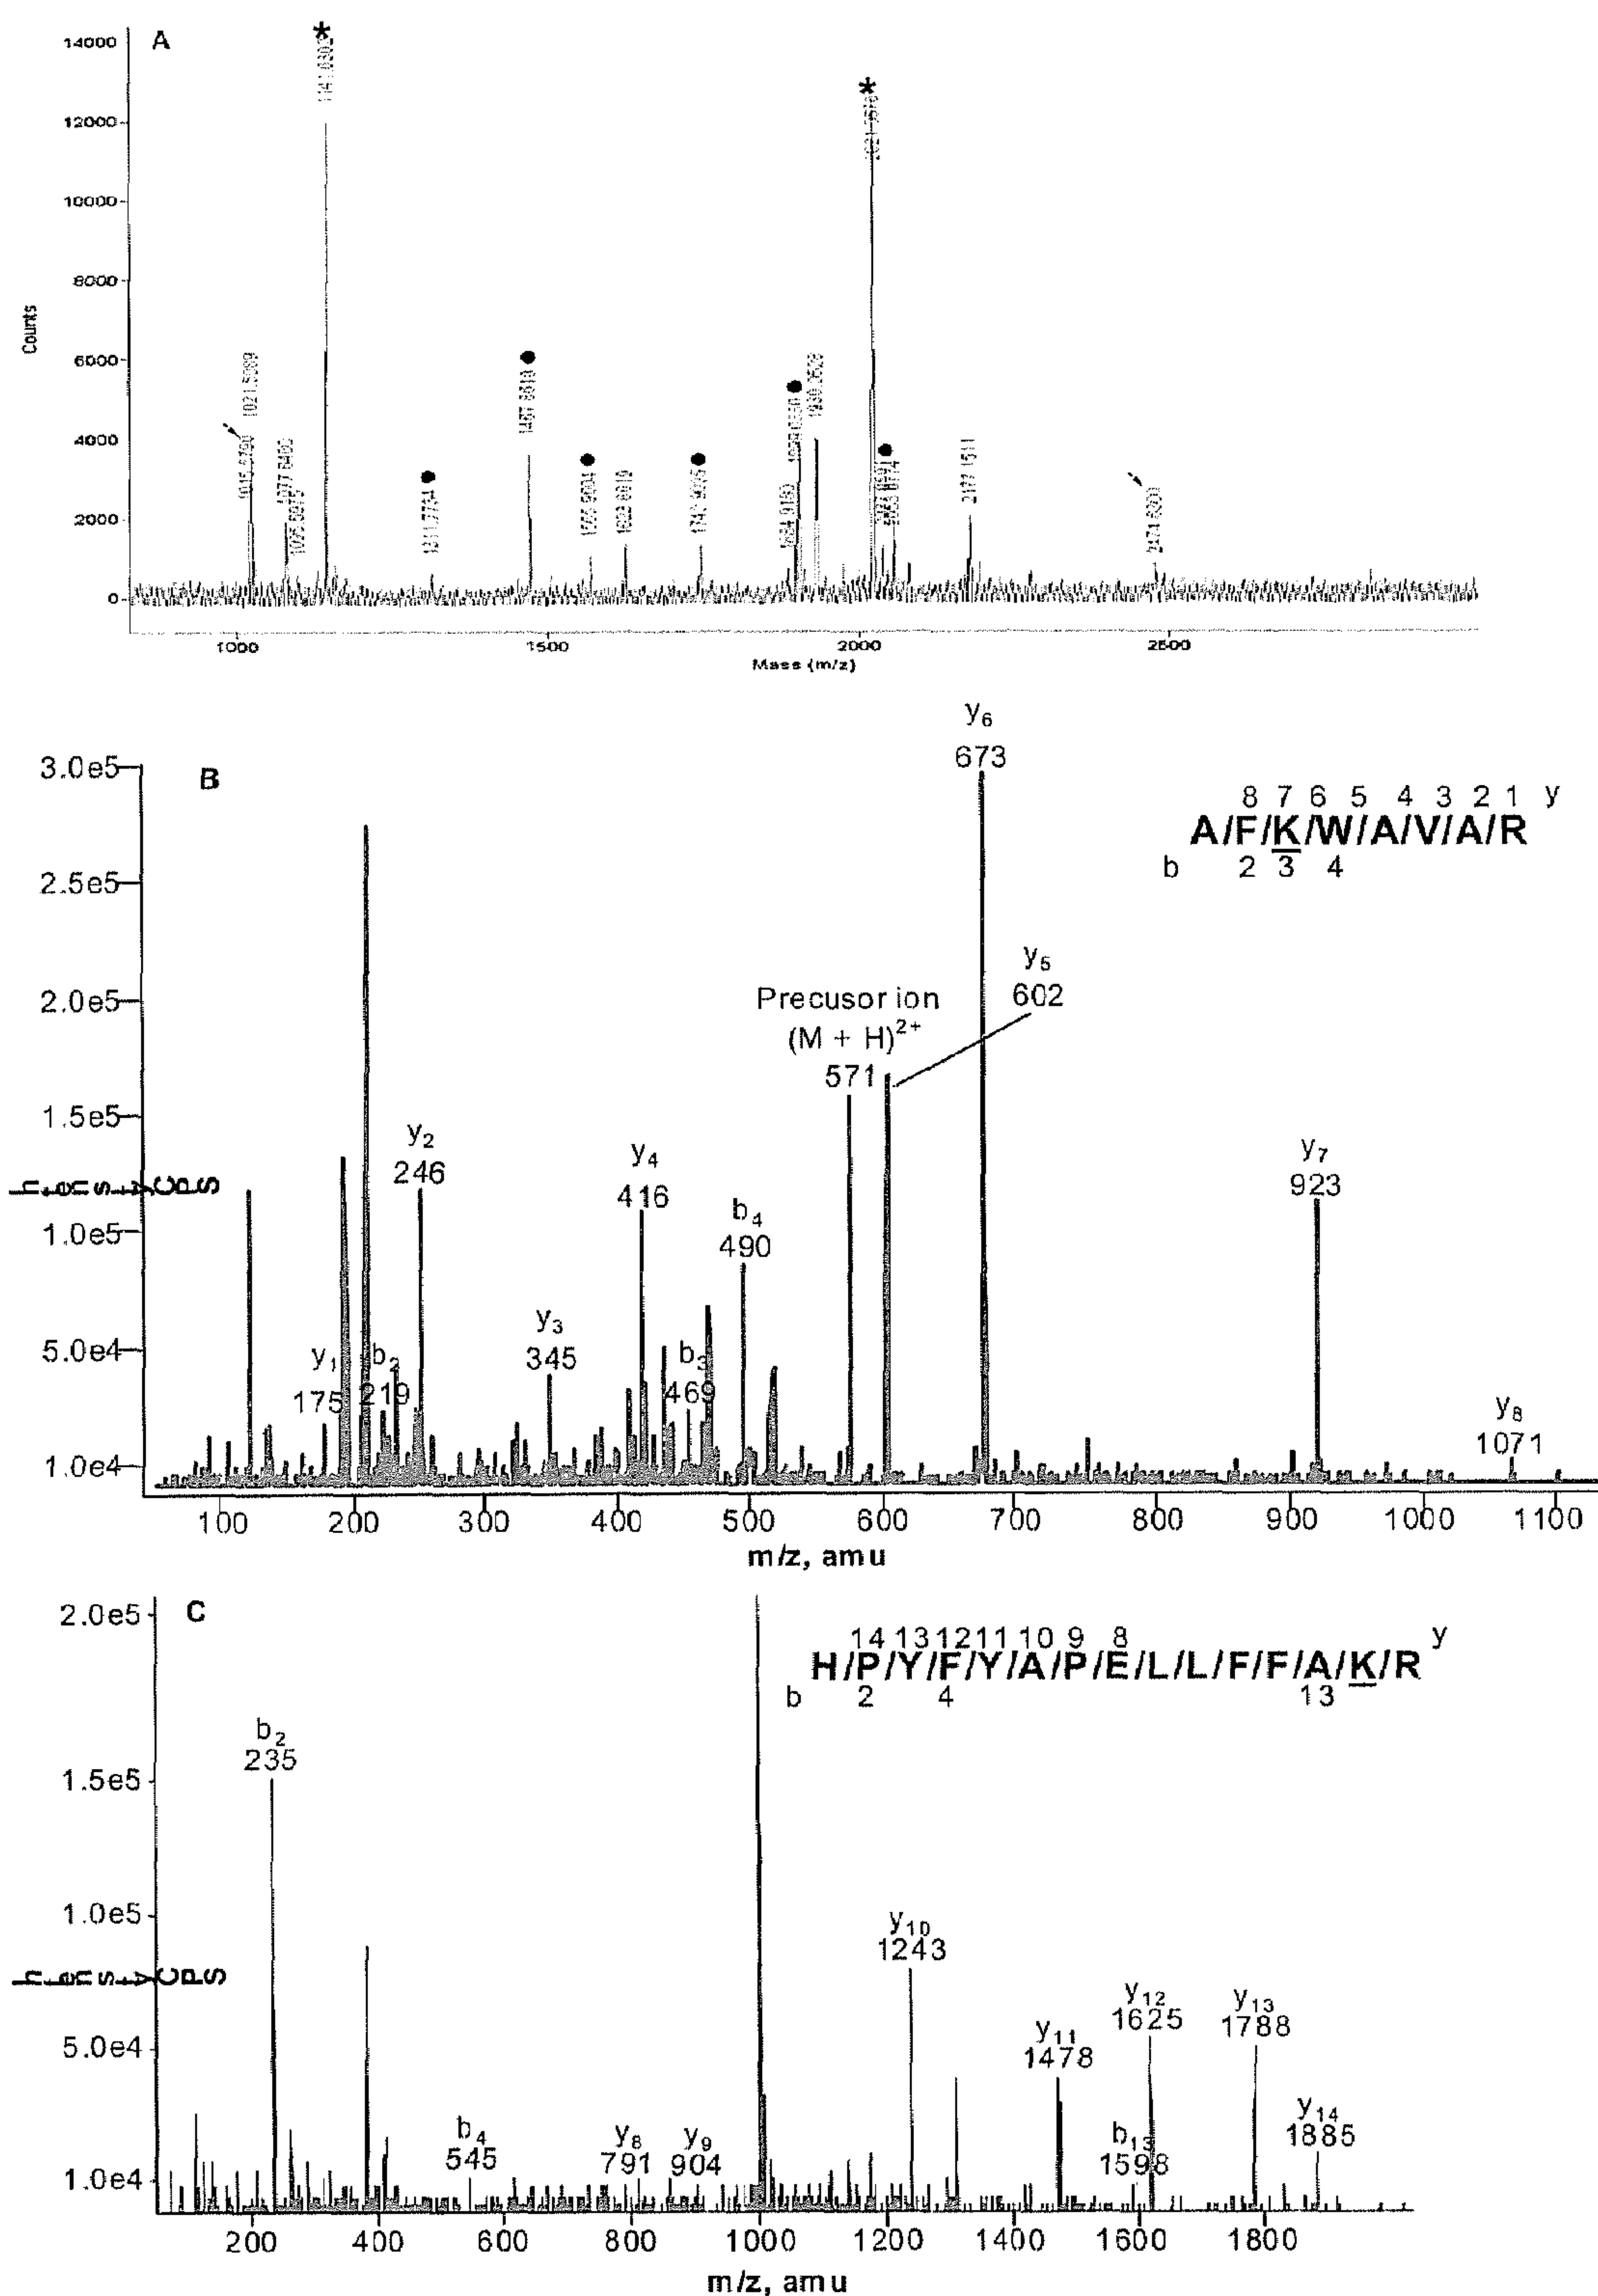 A
14000
12000
10000
8000
6000
4000
2000
0
Counts
*
*
1000 1500 2000 2500
Mass (m/z)
B
3.0e5
2.5e5
2.0e5
1.5e5
1.0e5
5.0e4
1.0e4
y6
673
8 7 6 5 4 3 2 1 y
A/F/K/W/A/V/A/R
b 2 3 4
y5
602
Precusor ion
(M + H)2+
571
y2
246
y4
416
y7
923
b4
490
y3
345
y1
175
b2
219
b3
469
y8
1071
100 200 300 400 500 600 700 800 900 1000 1100
m/z, amu
C
2.0e5
1.5e5
1.0e5
5.0e4
1.0e4
14 13 12 11 10 9 8 y
H/P/Y/F/Y/A/P/E/L/L/F/F/A/K/R
b 2 4 13
b2
235
y10
1243
y12
1625
y13
1788
y11
1478
y14
1885
b4
545
y8
791
y9
904
b13
1598
200 400 600 800 1000 1200 1400 1600 1800
m/z, amu